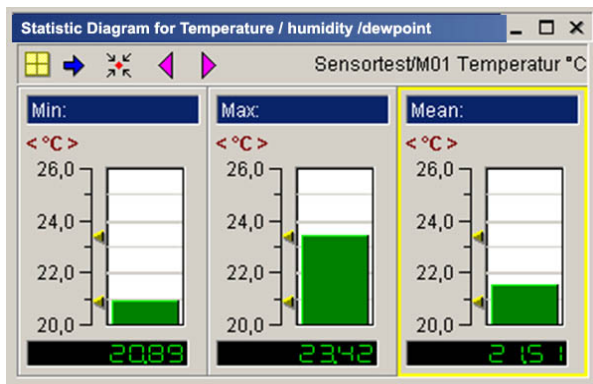 Statistic Diagram for Temperature / humidity /dewpoint
Sensortest/M01 Temperatur °C
Min:
<°C>
26,0
24,0
22,0
20,0
20,89
Max:
<°C>
26,0
24,0
22,0
20,0
23,42
Mean:
<°C>
26,0
24,0
22,0
20,0
21,51